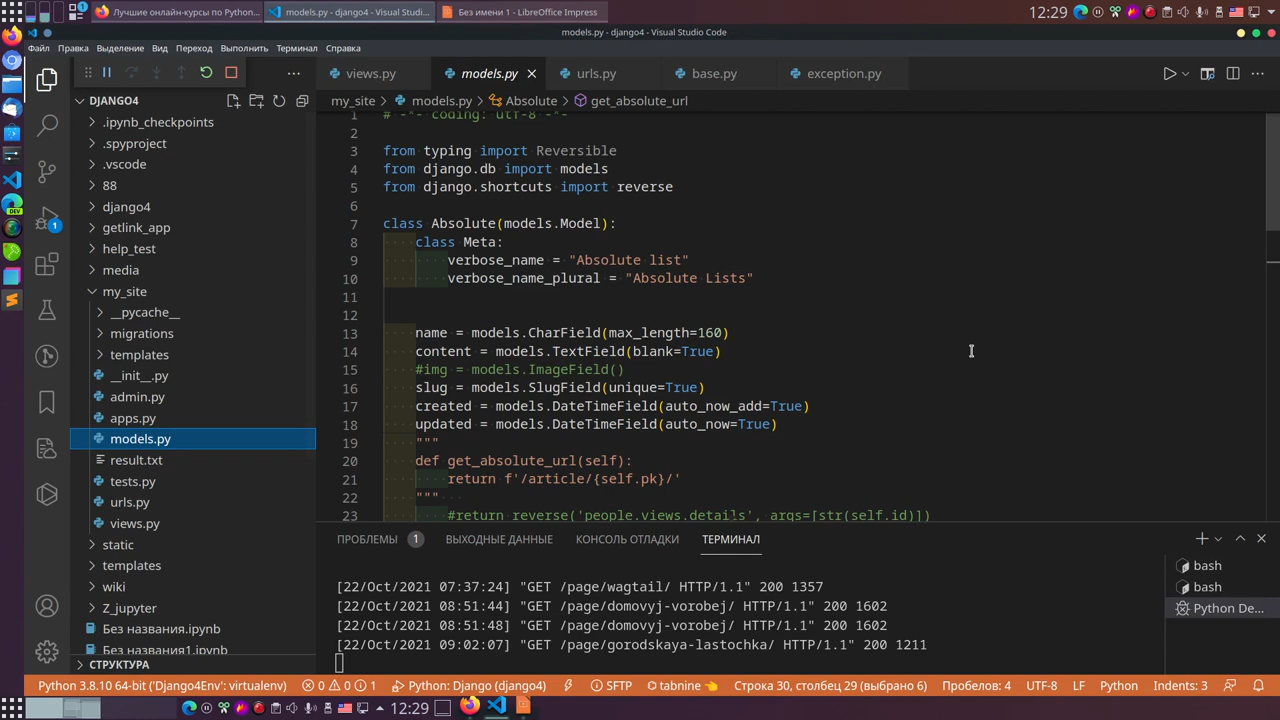 Лучшие онлайн-курсы по Python...
models.py - django4 - Visual Studi...
Без имени 1 - LibreOffice Impress
12:29
models.py - django4 - Visual Studio Code
Файл Правка Выделение Вид Переход Выполнить Терминал Справка
views.py
models.py
urls.py
base.py
exception.py
DJANGO4
my_site > models.py > Absolute > get_absolute_url
.ipynb_checkpoints
.spyproject
.vscode
88
django4
getlink_app
help_test
media
my_site
__pycache__
migrations
templates
__init__.py
admin.py
apps.py
models.py
result.txt
tests.py
urls.py
views.py
static
templates
wiki
Z_jupyter
Без названия.ipynb
Без названия1.ipynb
СТРУКТУРА
1
DEV
1 # -*- coding: utf-8 -*-
2
3 from typing import Reversible
4 from django.db import models
5 from django.shortcuts import reverse
6
7 class Absolute(models.Model):
8 class Meta:
9 verbose_name = "Absolute list"
10 verbose_name_plural = "Absolute Lists"
11
12
13 name = models.CharField(max_length=160)
14 content = models.TextField(blank=True)
15 #img = models.ImageField()
16 slug = models.SlugField(unique=True)
17 created = models.DateTimeField(auto_now_add=True)
18 updated = models.DateTimeField(auto_now=True)
19 """
20 def get_absolute_url(self):
21 return f'/article/{self.pk}/'
22 """
23 #return reverse('people.views.details', args=[str(self.id)])
ПРОБЛЕМЫ 1 ВЫХОДНЫЕ ДАННЫЕ КОНСОЛЬ ОТЛАДКИ ТЕРМИНАЛ
[22/Oct/2021 07:37:24] "GET /page/wagtail/ HTTP/1.1" 200 1357
[22/Oct/2021 08:51:44] "GET /page/domovyj-vorobej/ HTTP/1.1" 200 1602
[22/Oct/2021 08:51:48] "GET /page/domovyj-vorobej/ HTTP/1.1" 200 1602
[22/Oct/2021 09:02:07] "GET /page/gorodskaya-lastochka/ HTTP/1.1" 200 1211
bash
bash
Python De...
Python 3.8.10 64-bit ('Django4Env': virtualenv) 0 0 1 Python: Django (django4) SFTP tabnine Строка 30, столбец 29 (выбрано 6) Пробелов: 4 UTF-8 LF Python Indents: 3
12:29